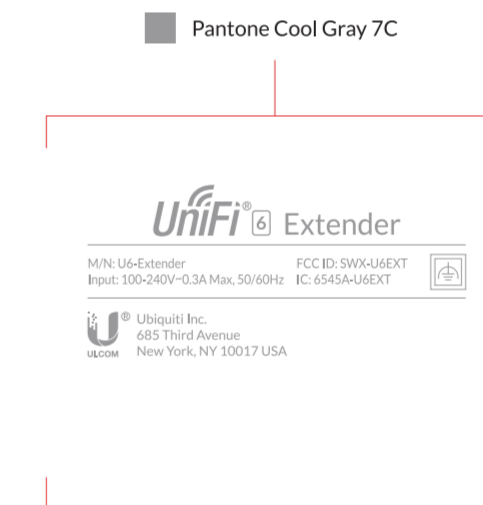 Pantone Cool Gray 7C
UniFi® 6 Extender
M/N: U6-Extender FCC ID: SWX-U6EXT
Input: 100-240V~0.3A Max, 50/60Hz IC: 6545A-U6EXT
® Ubiquiti Inc.
685 Third Avenue
ULCOM New York, NY 10017 USA